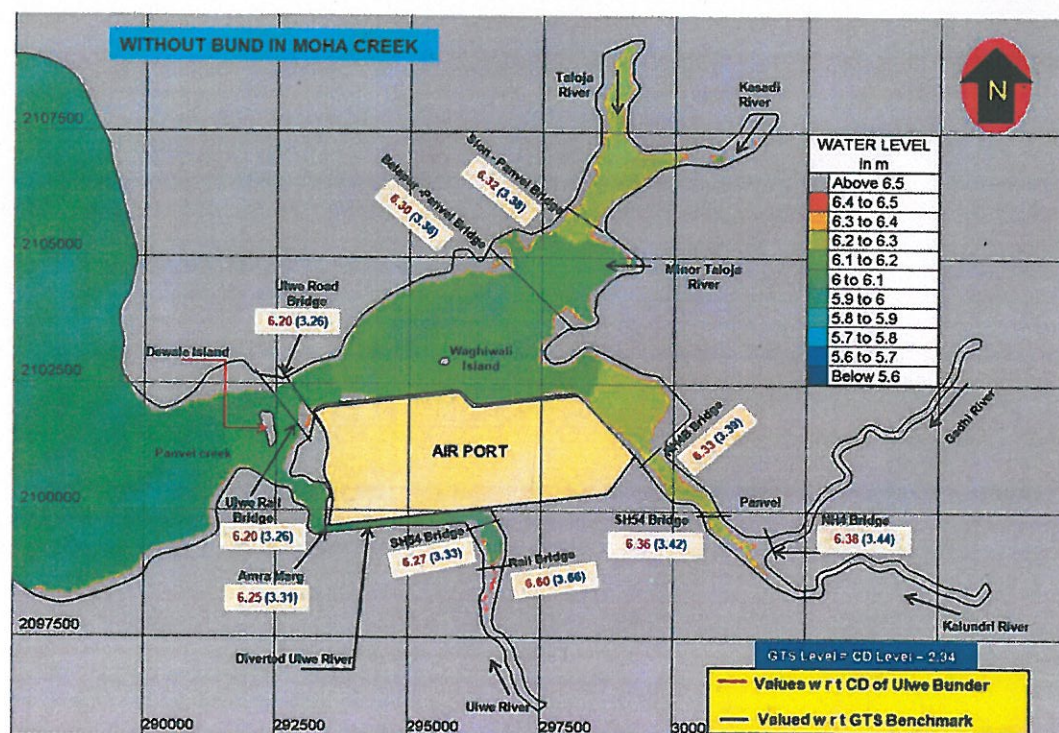 WITHOUT BUND IN MOHA CREEK
Taloja
River
Kasadi
River
N
2107500
WATER LEVEL
in m
Above 6.5
6.4 to 6.5
6.3 to 6.4
6.2 to 6.3
6.1 to 6.2
6 to 6.1
5.9 to 6
5.8 to 5.9
5.7 to 5.8
5.6 to 5.7
Below 5.6
Sion - Panvel Bridge
6.32 (3.38)
Belapur -Panvel Bridge
6.30 (3.36)
2105000
Minor Taloja
River
Ulwe Road
Bridge
6.20 (3.26)
Dewale Island
Waghiwali
Island
2102500
Gadhi River
Panvel creek
AIR PORT
NH4B Bridge
6.33 (3.39)
2100000
Ulwe Rail
Bridge
6.20 (3.26)
SH54 Bridge
6.27 (3.33)
SH54 Bridge
6.36 (3.42)
Panvel
NH4 Bridge
6.38 (3.44)
Amra Marg
6.25 (3.31)
Rail Bridge
6.60 (3.66)
2097500
Kalundri River
Diverted Ulwe River
Ulwe River
GTS Level = CD Level - 2.94
Values w r t CD of Ulwe Bunder
Valued w r t GTS Benchmark
290000
292500
295000
297500
3000